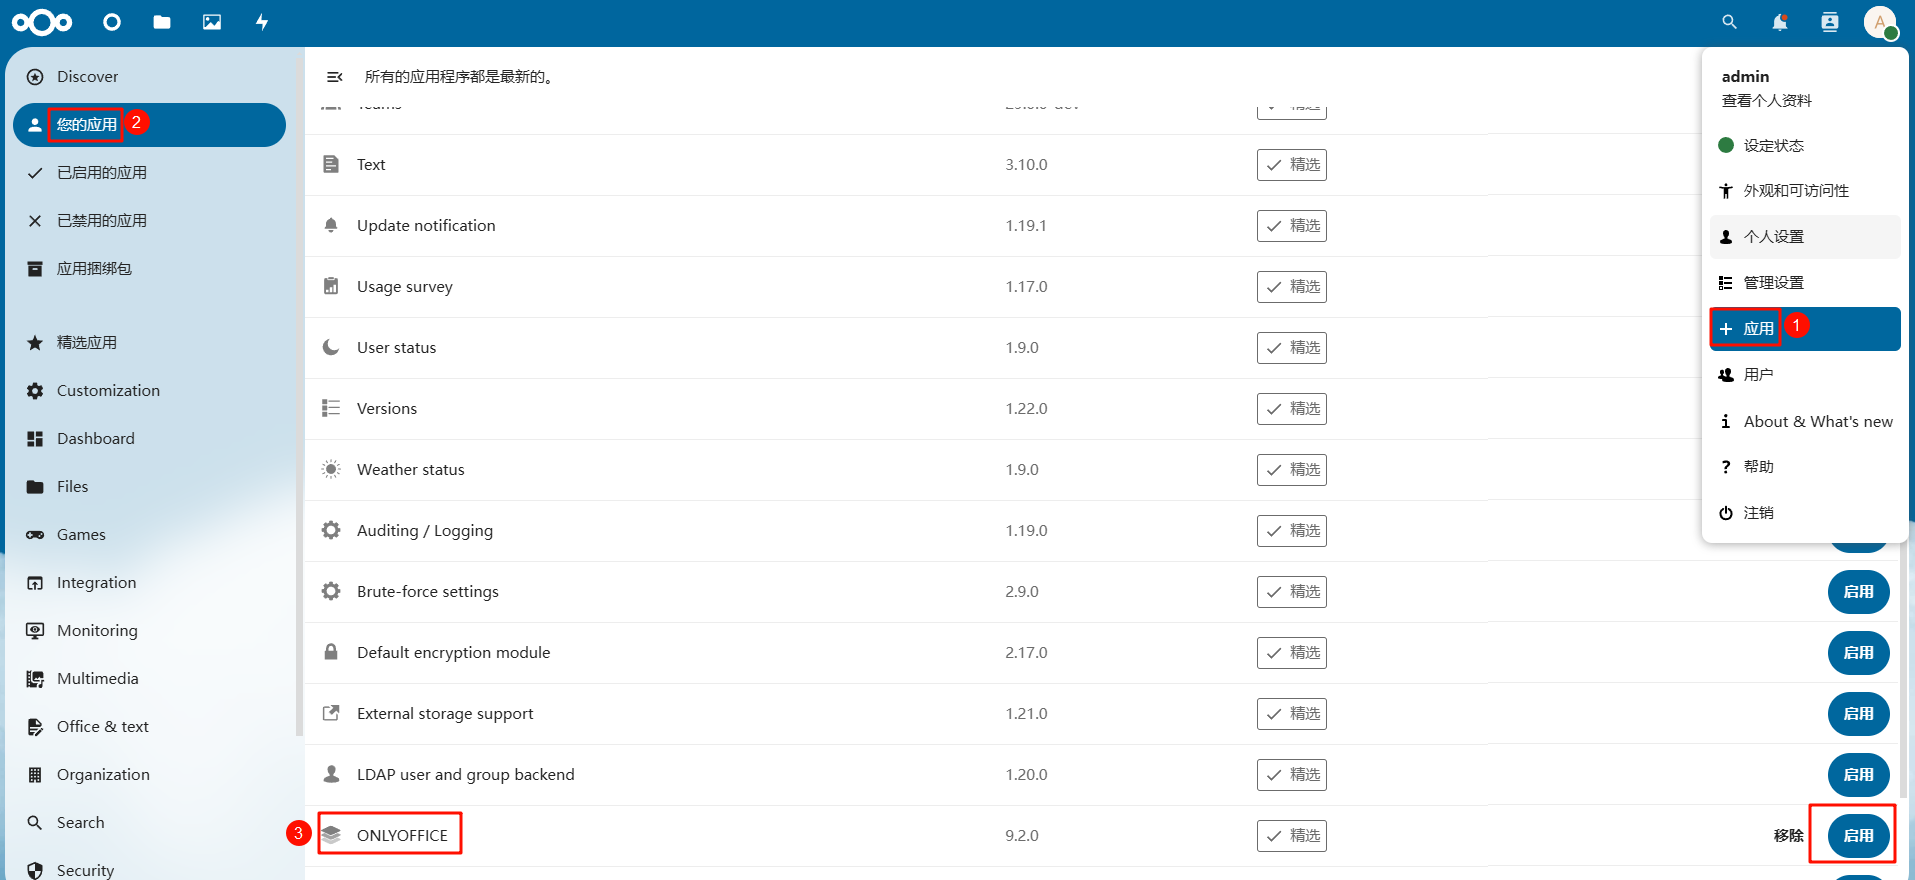 A
Discover
您的应用 2
已启用的应用
已禁用的应用
应用捆绑包
精选应用
Customization
Dashboard
Files
Games
Integration
Monitoring
Multimedia
Office & text
Organization
Search
Security
所有的应用程序都是最新的。
Teams 29.0.0-dev 精选
Text 3.10.0 精选
Update notification 1.19.1 精选
Usage survey 1.17.0 精选
User status 1.9.0 精选
Versions 1.22.0 精选
Weather status 1.9.0 精选
Auditing / Logging 1.19.0 精选
Brute-force settings 2.9.0 精选 启用
Default encryption module 2.17.0 精选 启用
External storage support 1.21.0 精选 启用
LDAP user and group backend 1.20.0 精选 启用
3 ONLYOFFICE 9.2.0 精选 移除 启用
admin
查看个人资料
设定状态
外观和可访问性
个人设置
管理设置
应用 1
用户
About & What's new
帮助
注销